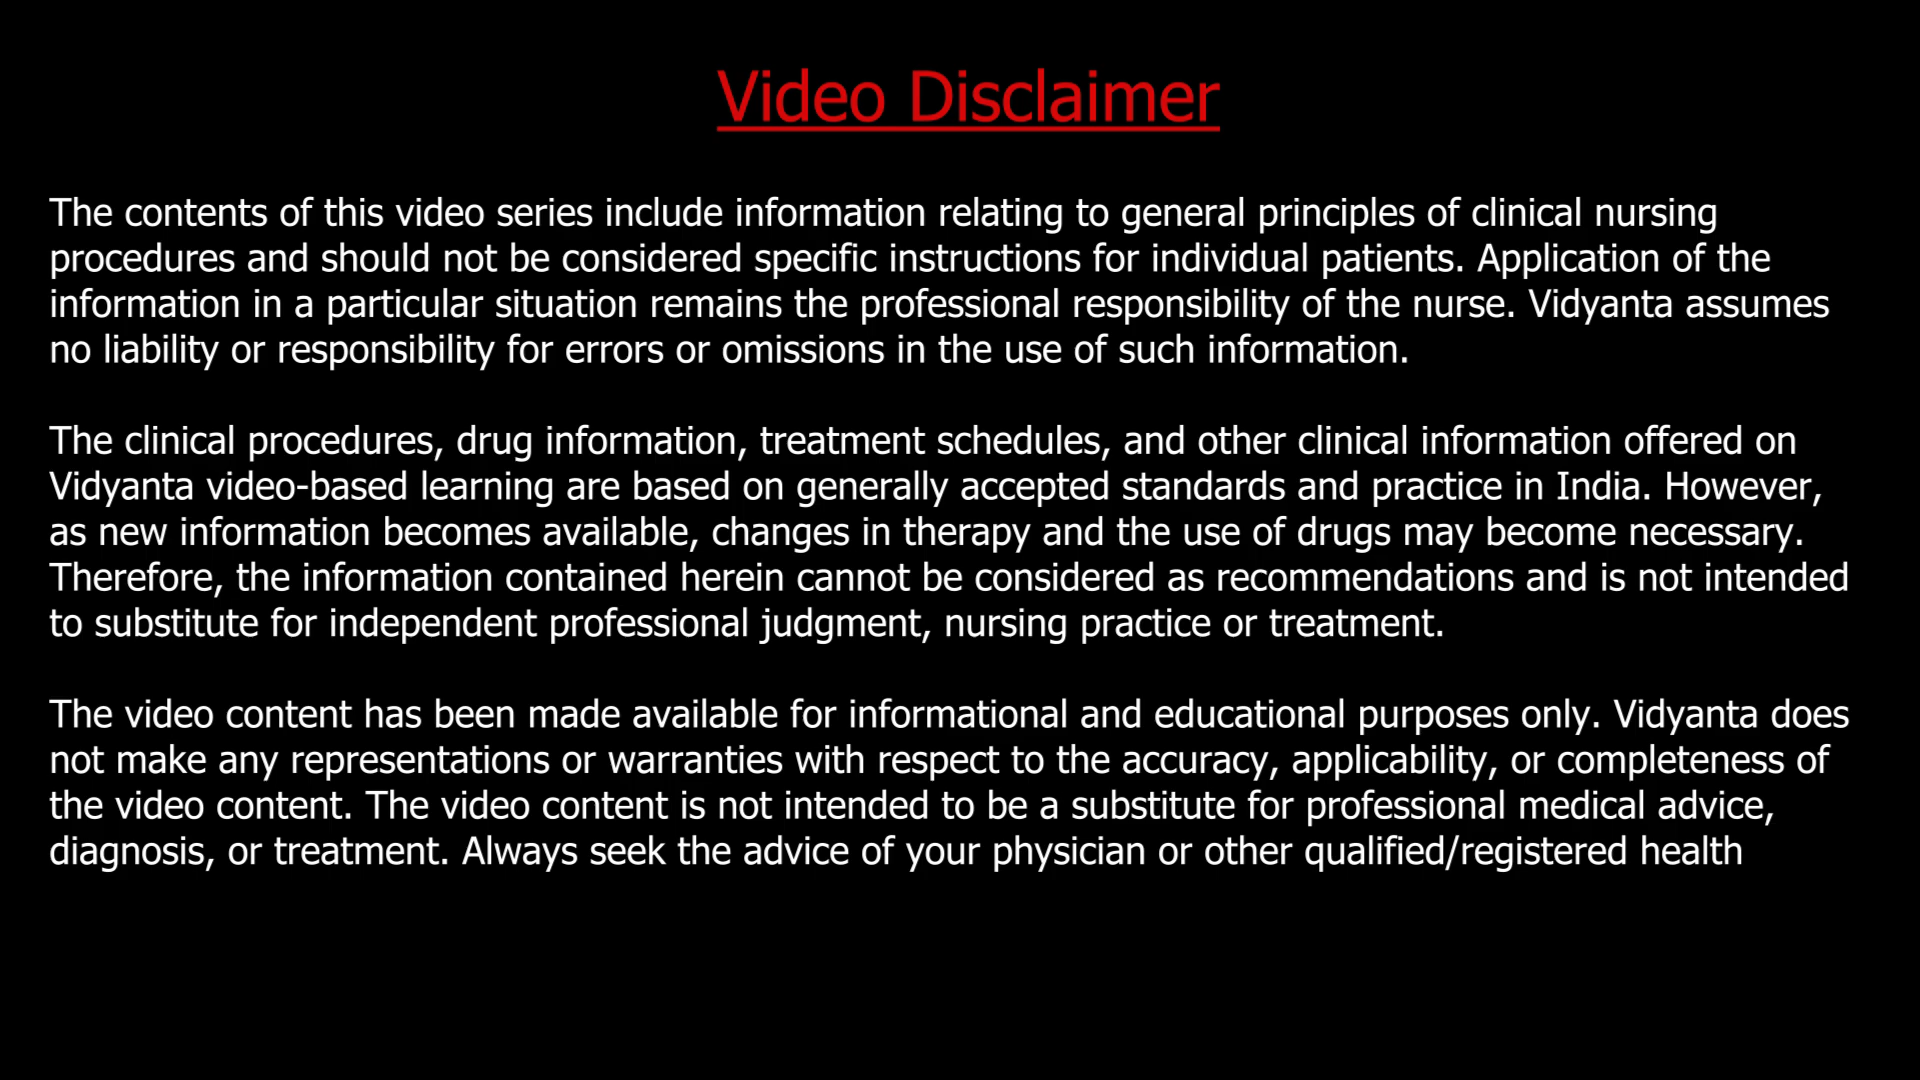 Video Disclaimer
The contents of this video series include information relating to general principles of clinical nursing
procedures and should not be considered specific instructions for individual patients. Application of the
information in a particular situation remains the professional responsibility of the nurse. Vidyanta assumes
no liability or responsibility for errors or omissions in the use of such information.
The clinical procedures, drug information, treatment schedules, and other clinical information offered on
Vidyanta video-based learning are based on generally accepted standards and practice in India. However,
as new information becomes available, changes in therapy and the use of drugs may become necessary.
Therefore, the information contained herein cannot be considered as recommendations and is not intended
to substitute for independent professional judgment, nursing practice or treatment.
The video content has been made available for informational and educational purposes only. Vidyanta does
not make any representations or warranties with respect to the accuracy, applicability, or completeness of
the video content. The video content is not intended to be a substitute for professional medical advice,
diagnosis, or treatment. Always seek the advice of your physician or other qualified/registered health